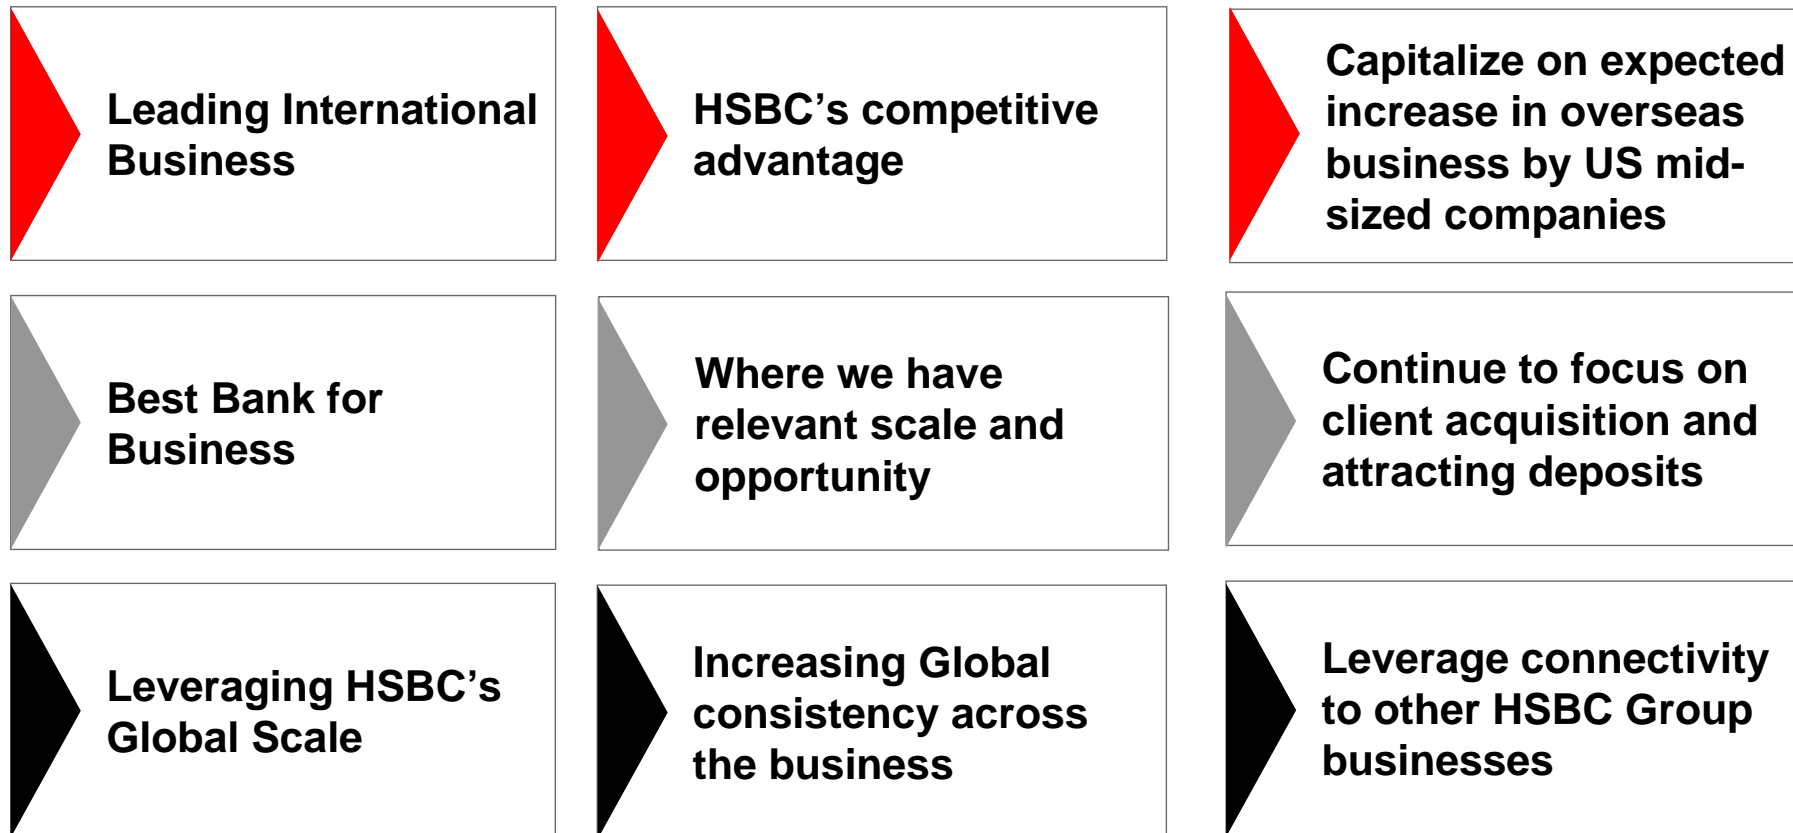 Leading International
Business
HSBC’s competitive
advantage
Capitalize on expected
increase in overseas
business by US mid-
sized companies
Best Bank for
Business
Where we have
relevant scale and
opportunity
Continue to focus on
client acquisition and
attracting deposits
Leveraging HSBC’s
Global Scale
Increasing Global
consistency across
the business
Leverage connectivity
to other HSBC Group
businesses